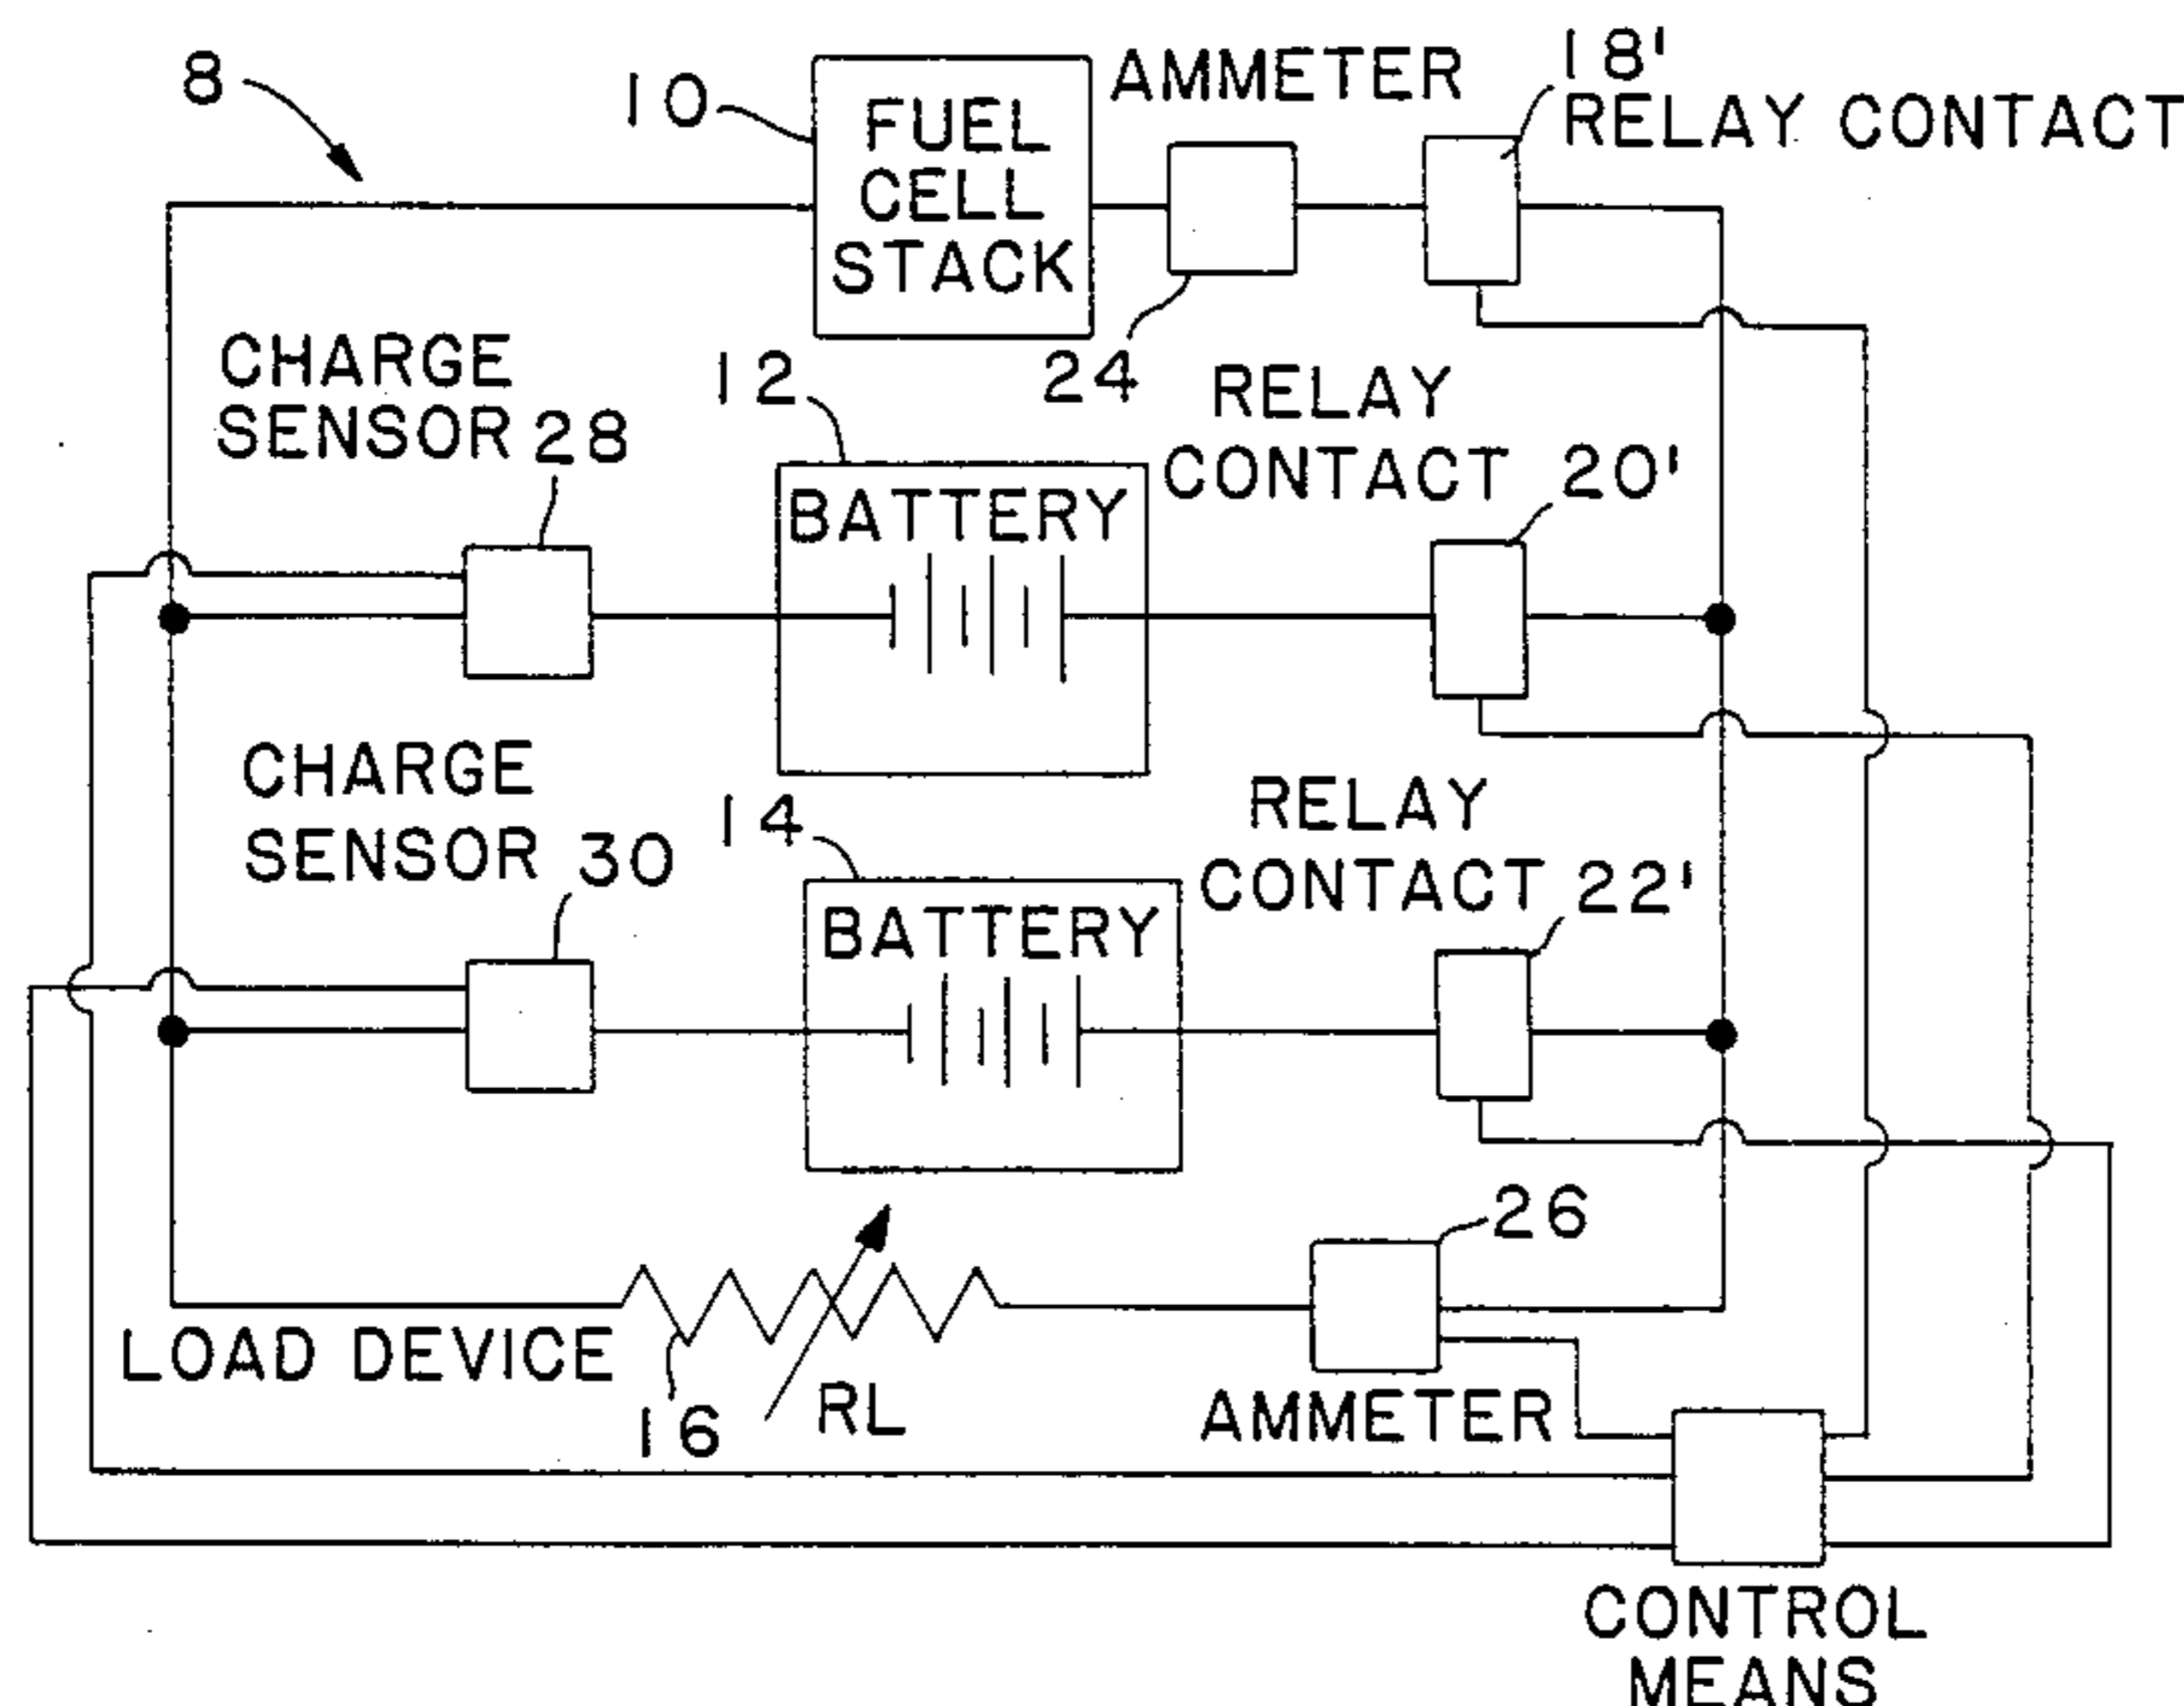 8
10
FUEL
CELL
STACK
AMMETER
18'
RELAY CONTACT
24
CHARGE
SENSOR 28
12
BATTERY
RELAY
CONTACT 20'
CHARGE
SENSOR 30
14
BATTERY
RELAY
CONTACT 22'
LOAD DEVICE
16
RL
26
AMMETER
CONTROL
MEANS